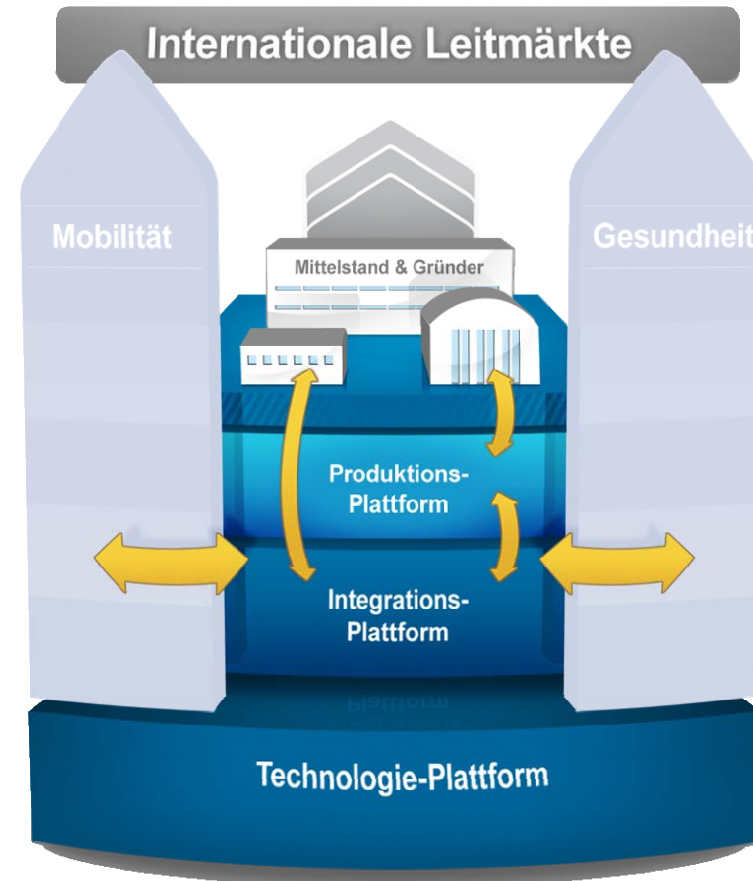 Internationale Leitmärkte
Mobilität
Gesundheit
Mittelstand & Gründer
Produktions-
Plattform
Integrations-
Plattform
Technologie-Plattform